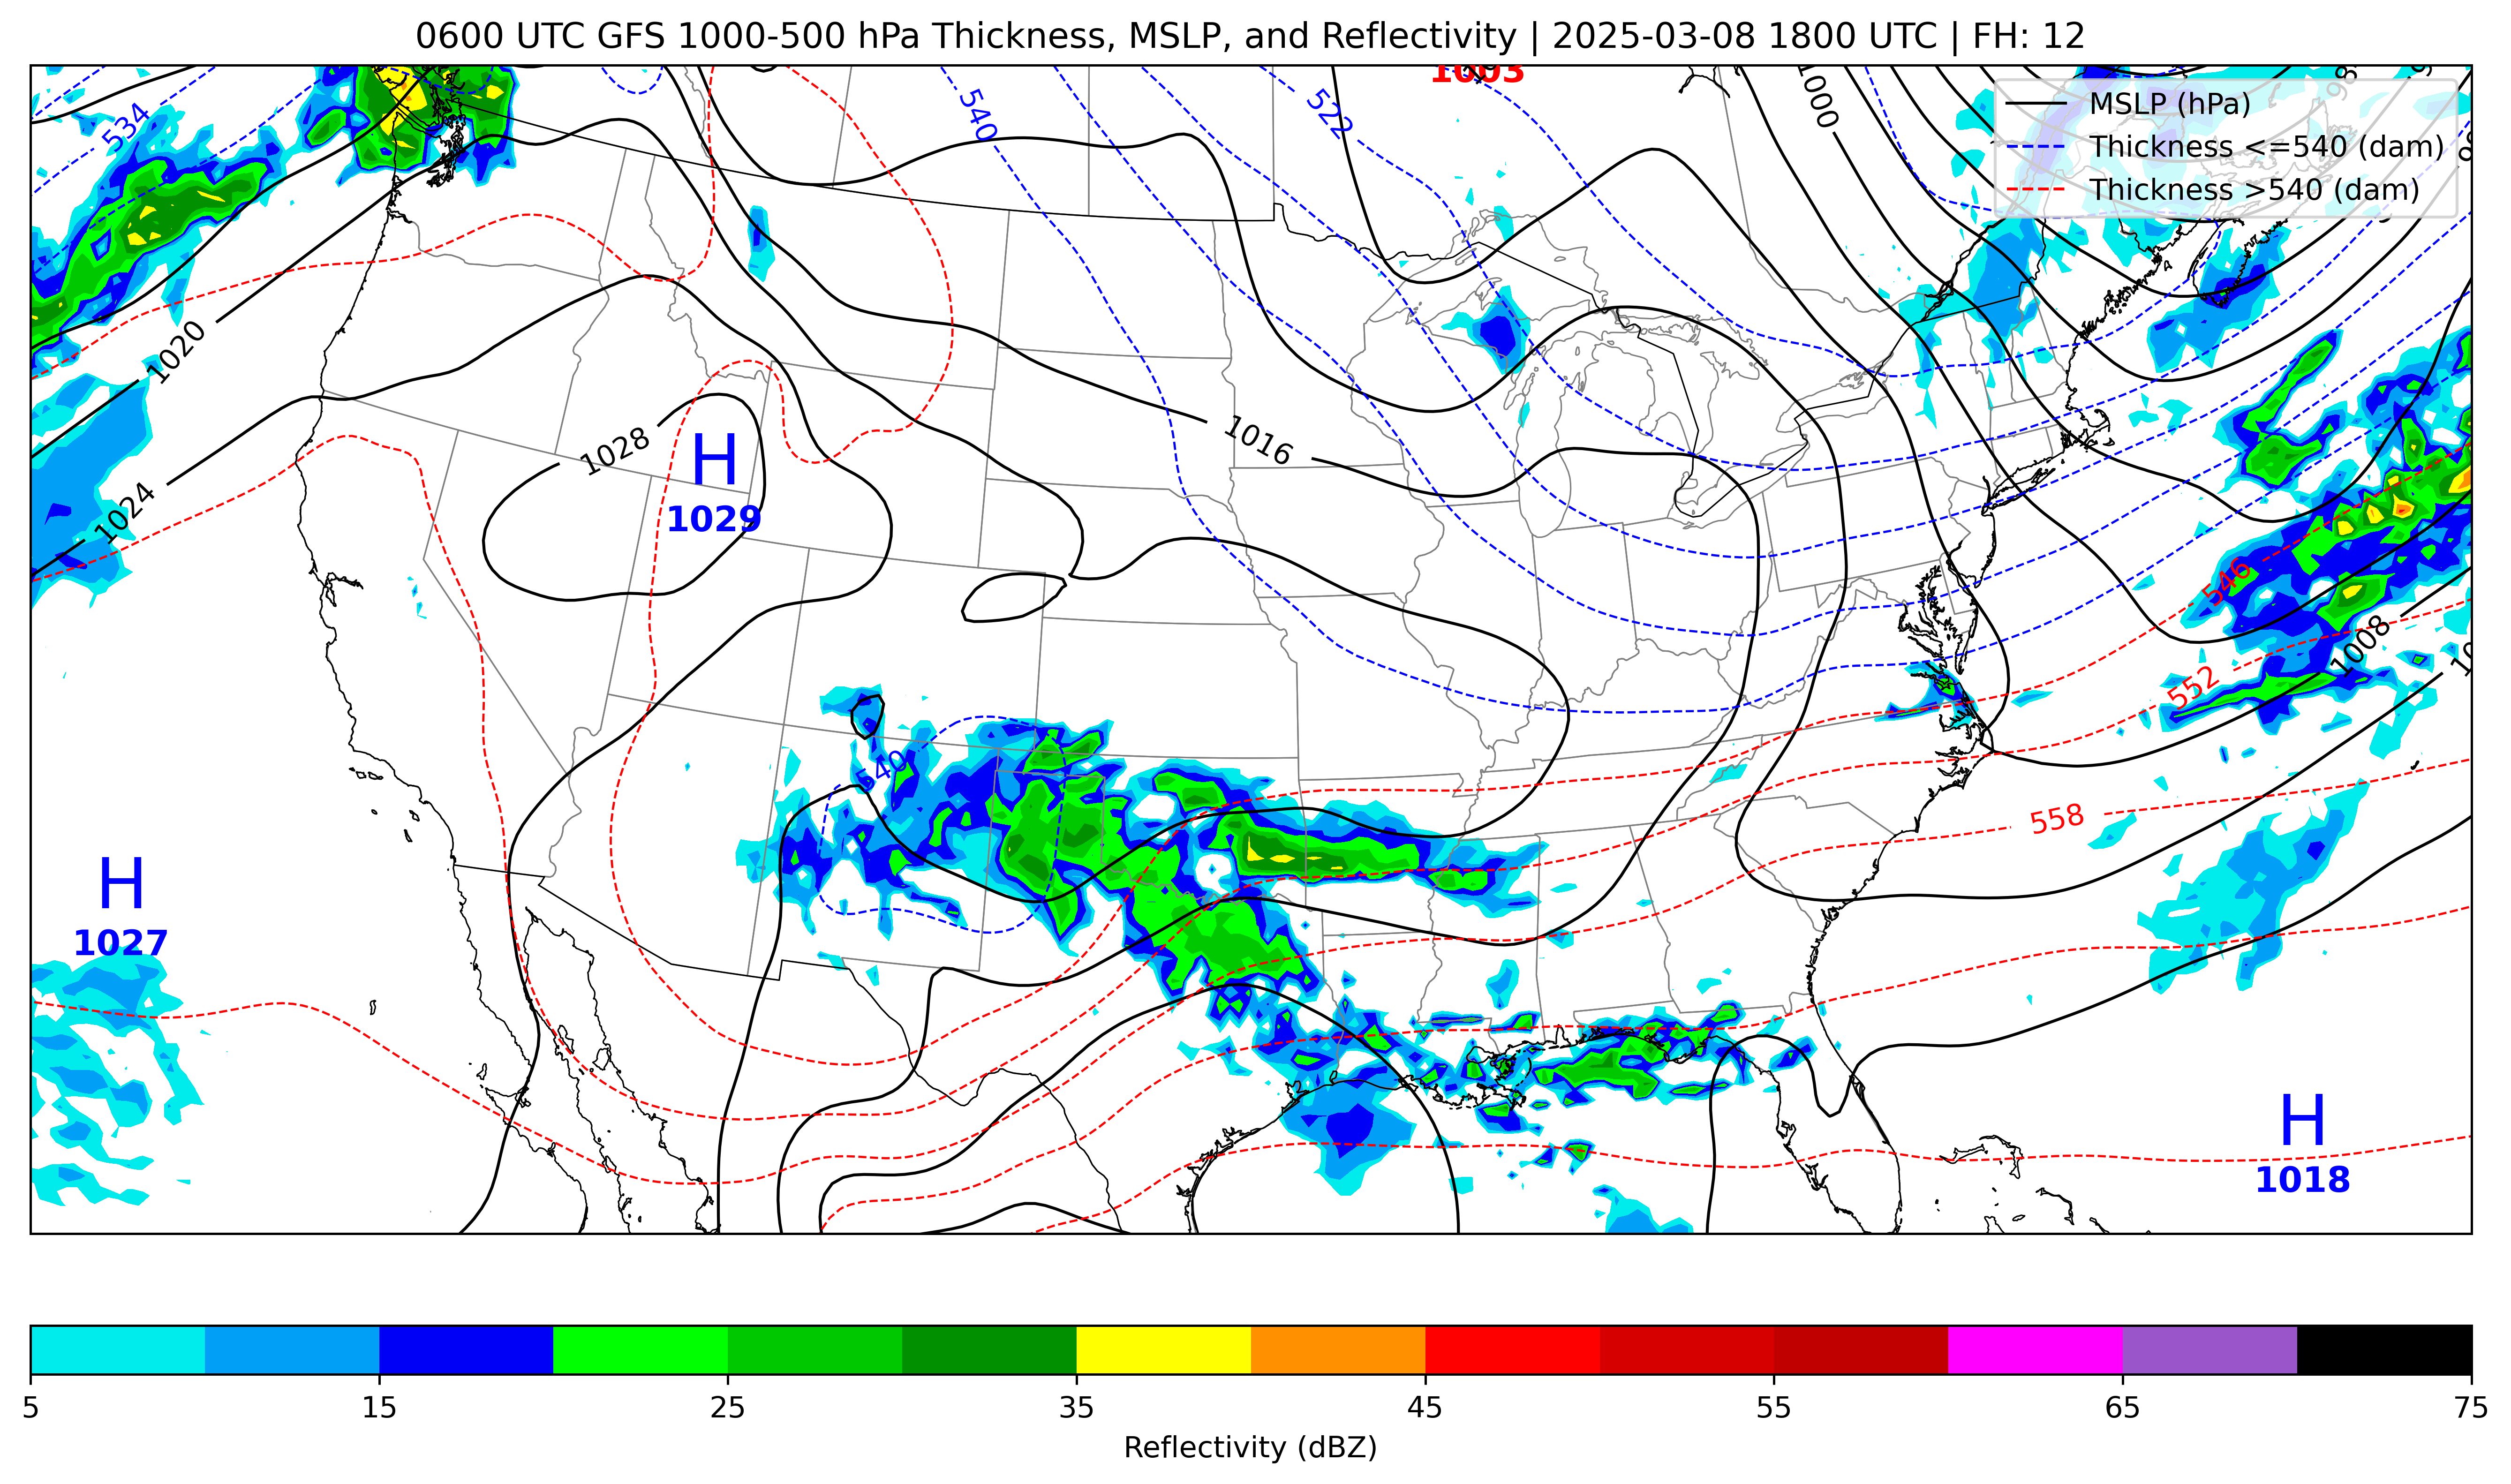 0600 UTC GFS 1000-500 hPa Thickness, MSLP, and Reflectivity | 2025-03-08 1800 UTC | FH: 12
1003
MSLP (hPa)
Thickness <=540 (dam)
Thickness >540 (dam)
534
540
522
1000
1020
1028
H
1029
1016
1024
546
552
1008
540
558
H
1027
H
1018
5 15 25 35 45 55 65 75
Reflectivity (dBZ)